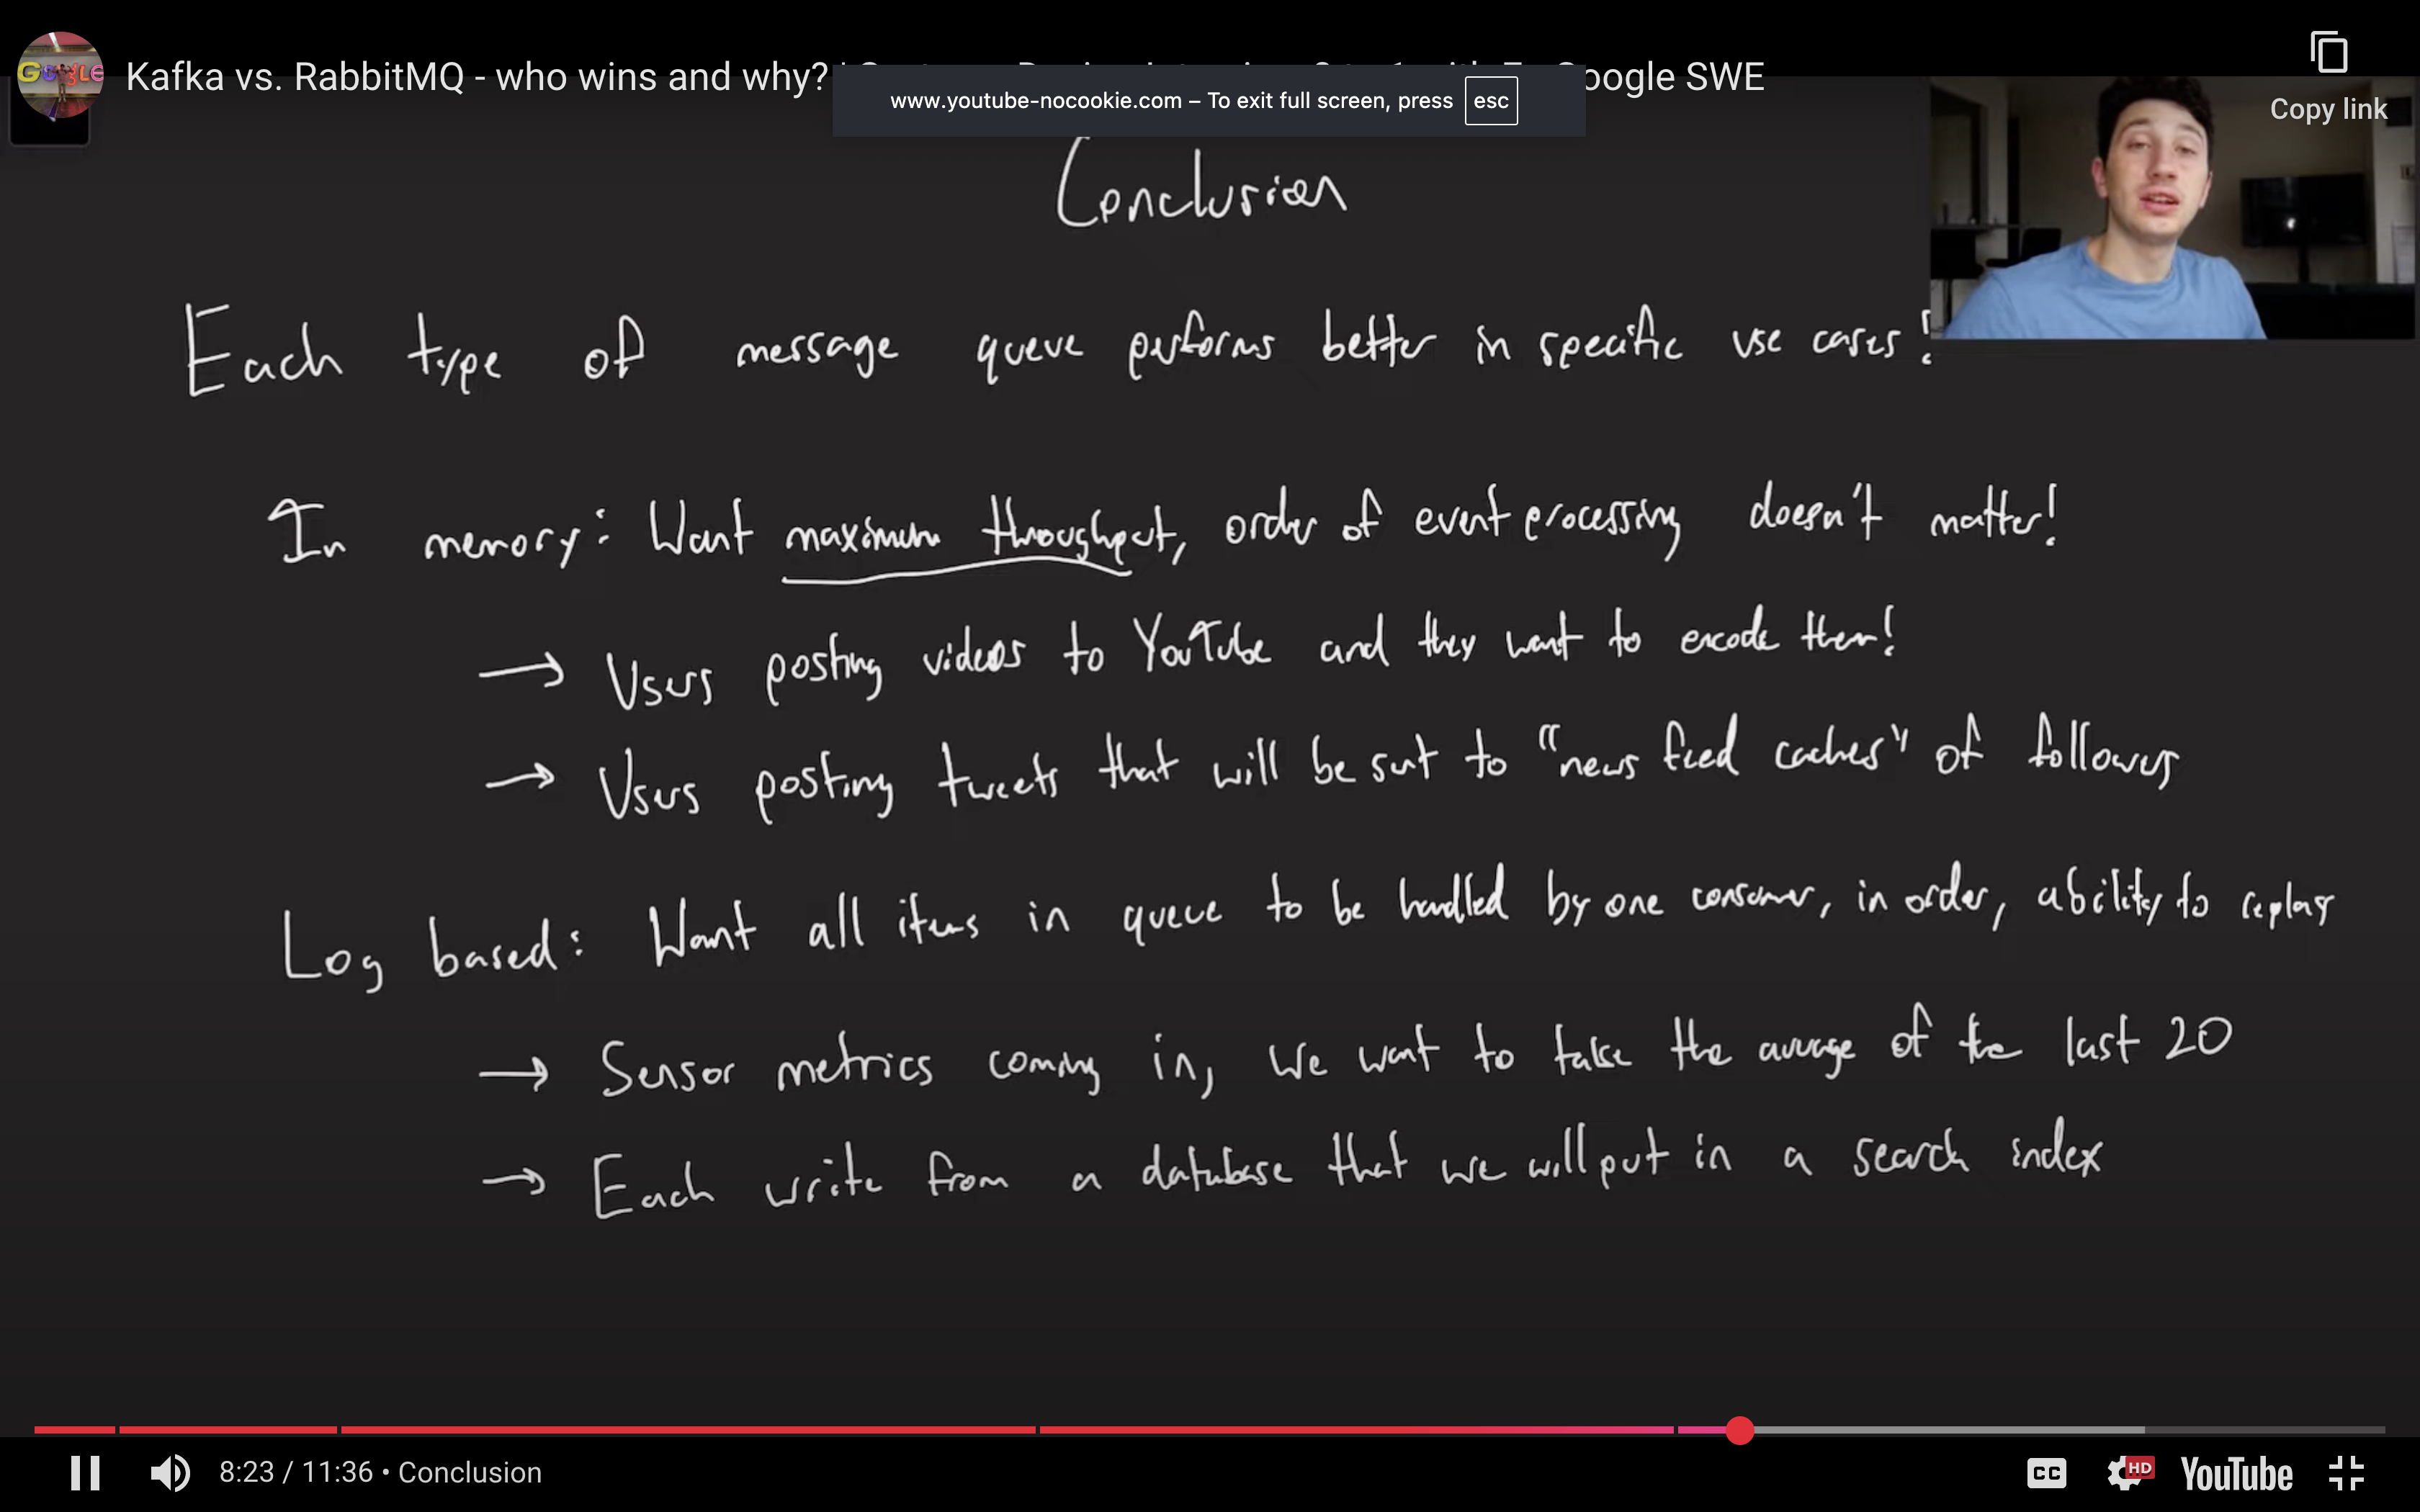 Kafka vs. RabbitMQ - who wins and why? oogle SWE
www.youtube-nocookie.com – To exit full screen, press esc
Copy link
Conclusion
Each type of message queue performs better in specific use cases!
In memory: Want maximum throughput, order of event processing doesn't matter!
→ Users posting videos to YouTube and they want to encode them!
→ Users posting tweets that will be sent to "news feed caches" of followers
Log based: Want all items in queue to be handled by one consumer, in order, ability to replay
→ Sensor metrics coming in, we want to take the average of the last 20
→ Each write from a database that we will put in a search index
8:23 / 11:36 • Conclusion
CC
HD
YouTube